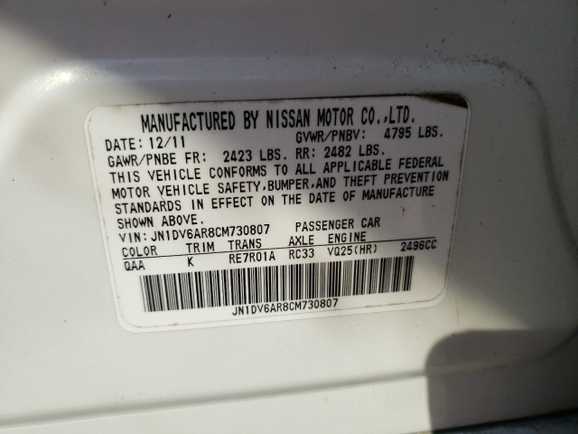 MANUFACTURED BY NISSAN MOTOR CO.,LTD.
DATE: 12/11 GVWR/PNBV: 4795 LBS.
GAWR/PNBE FR: 2423 LBS. RR: 2482 LBS.
THIS VEHICLE CONFORMS TO ALL APPLICABLE FEDERAL
MOTOR VEHICLE SAFETY,BUMPER,AND THEFT PREVENTION
STANDARDS IN EFFECT ON THE DATE OF MANUFACTURE
SHOWN ABOVE.
VIN: JN1DV6AR8CM730807 PASSENGER CAR
COLOR TRIM TRANS AXLE ENGINE
QAA K RE7R01A RC33 VQ25(HR) 2496CC
JN1DV6AR8CM730807